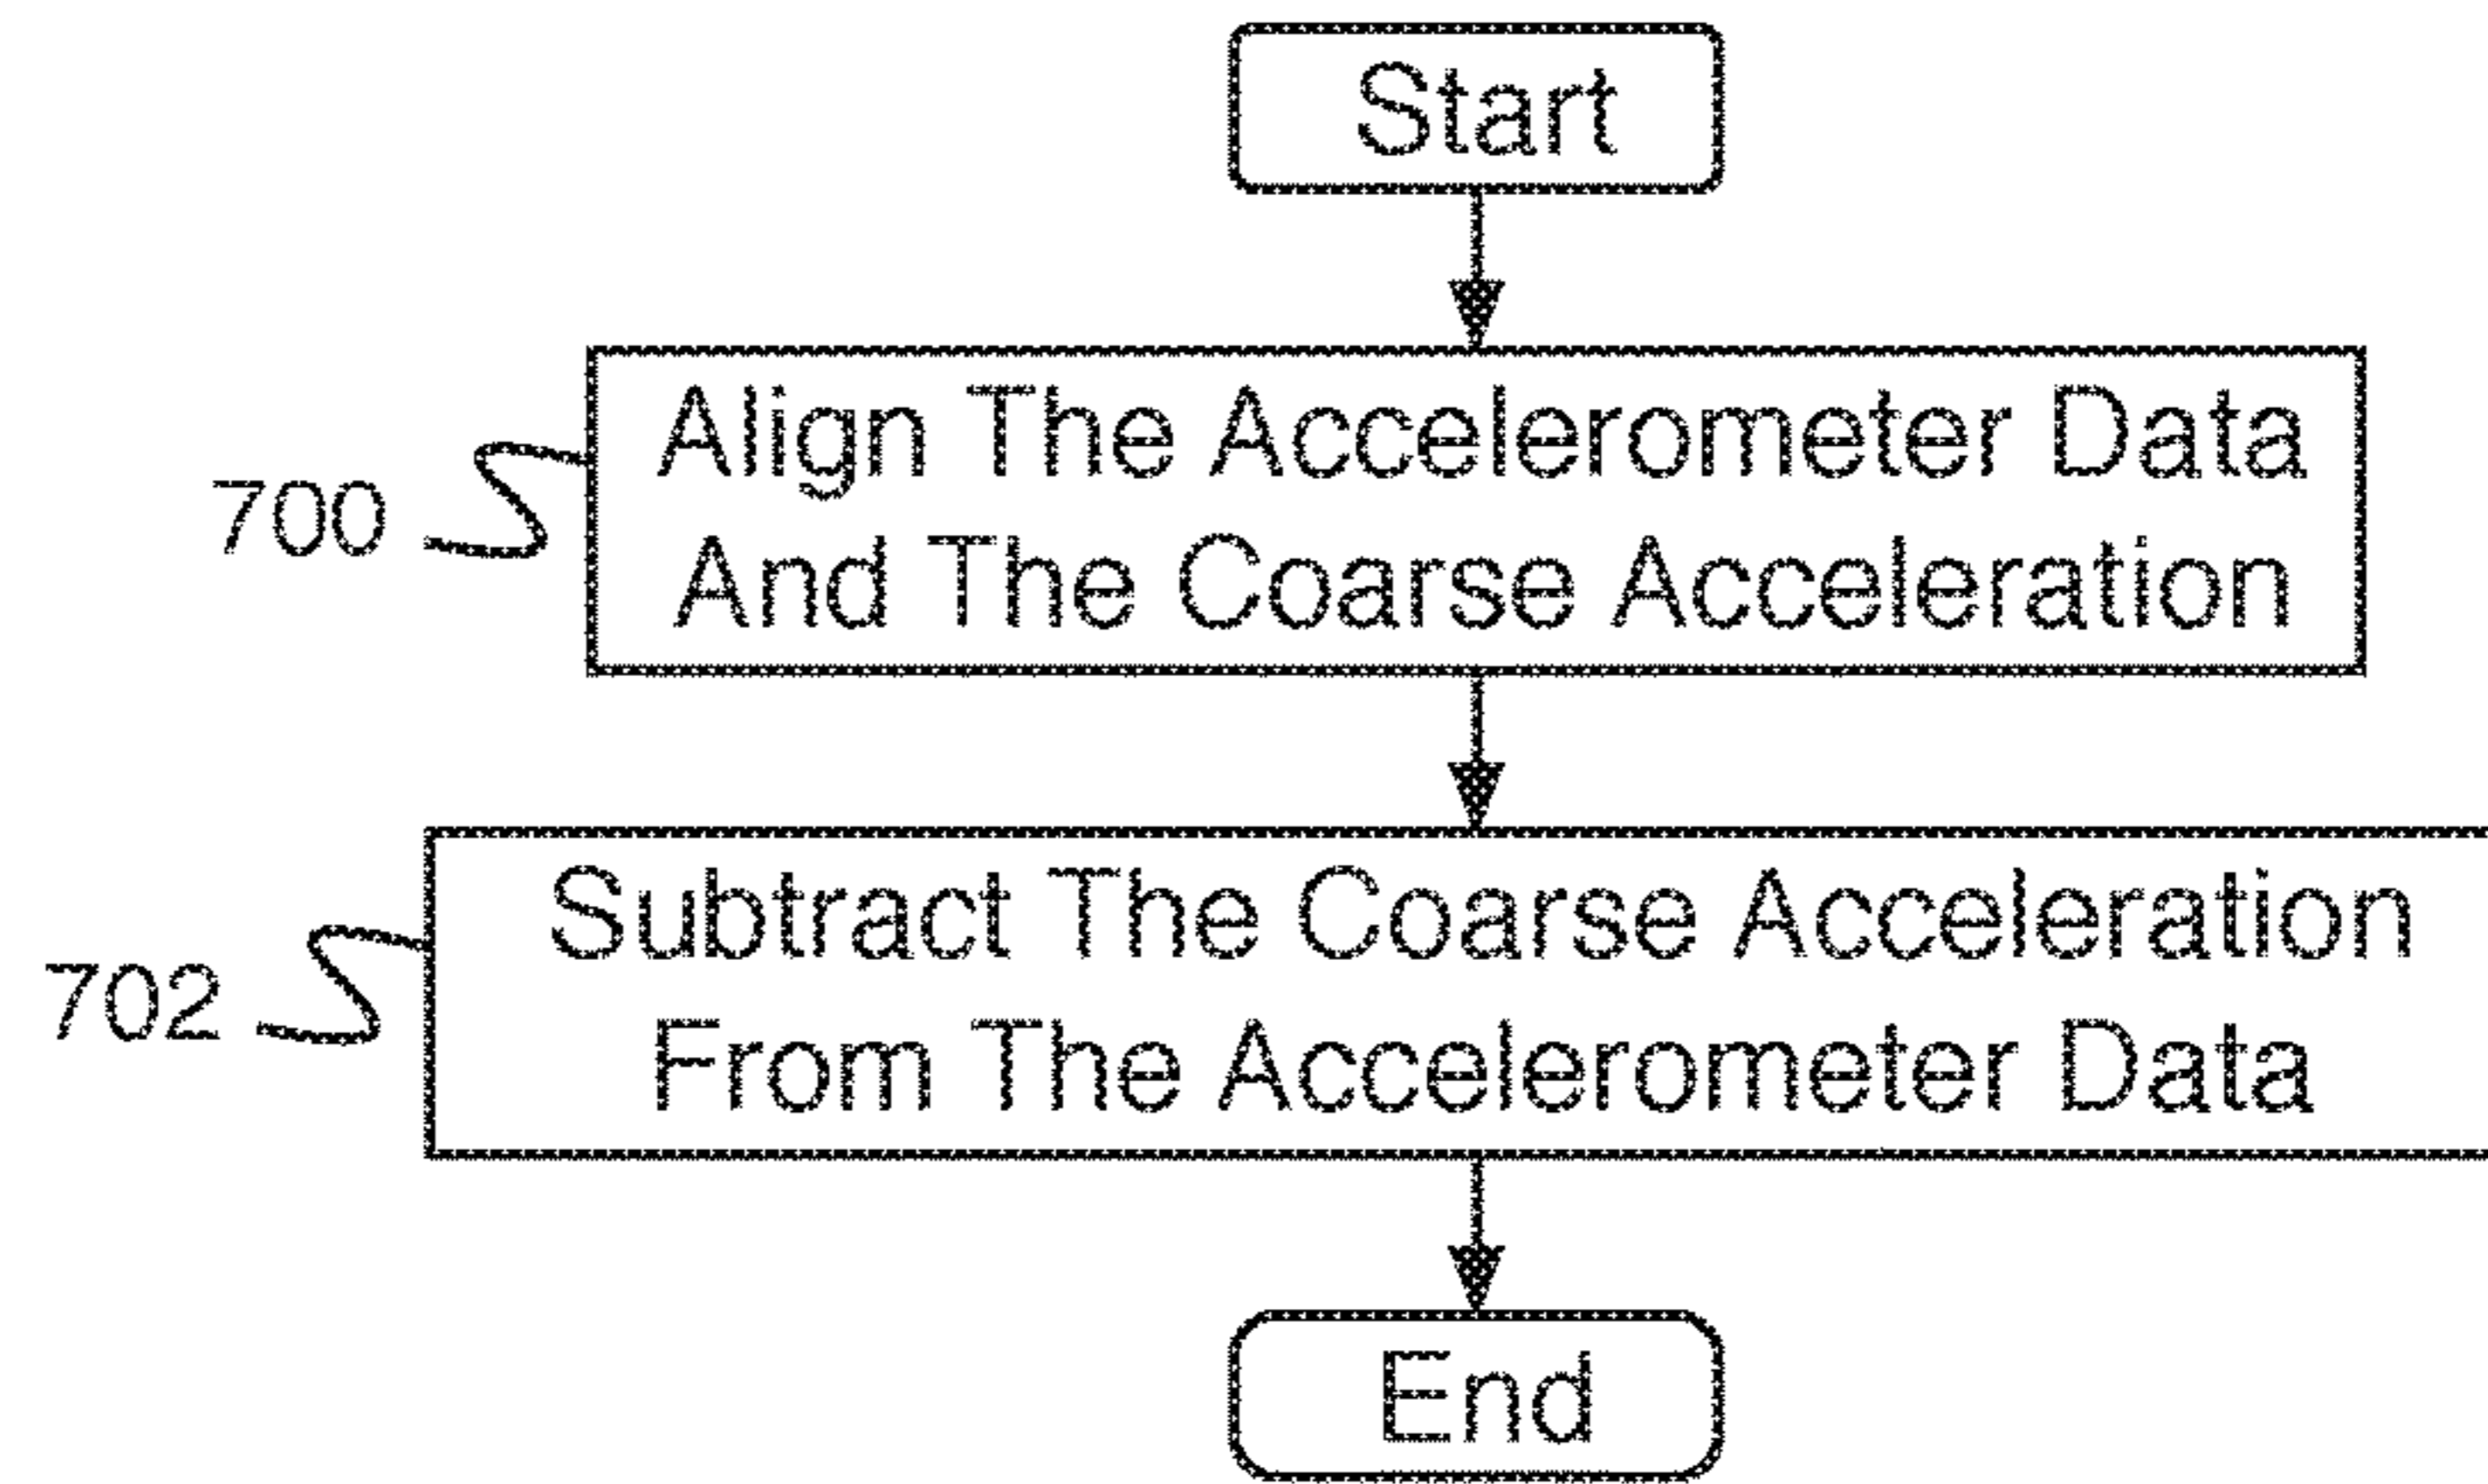 Start
700
Align The Accelerometer Data
And The Coarse Acceleration
702
Subtract The Coarse Acceleration
From The Accelerometer Data
End